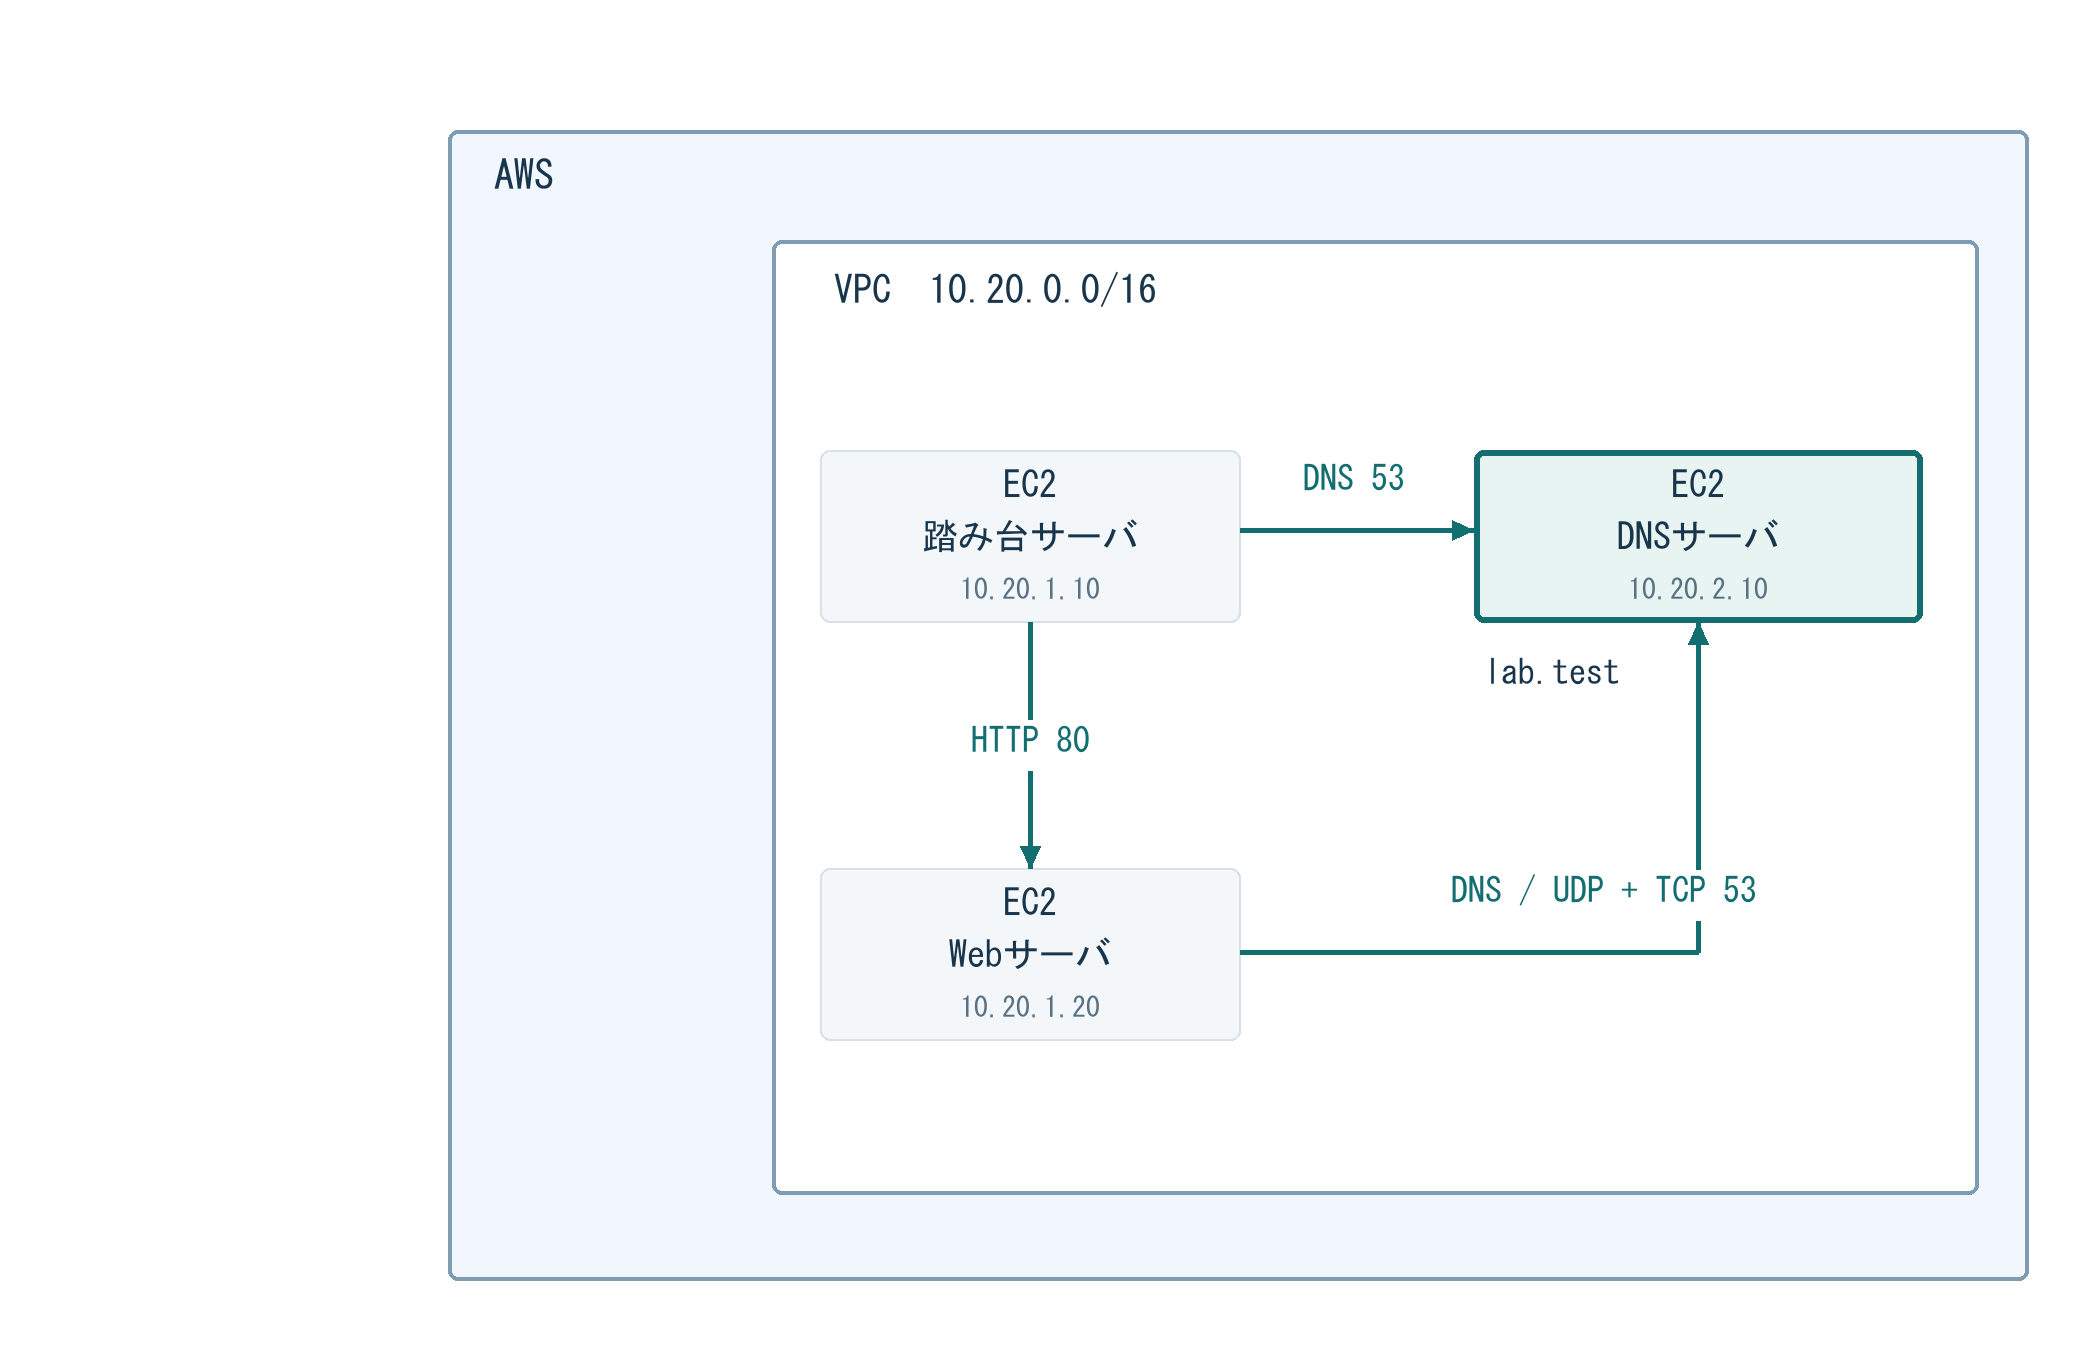 AWS
VPC 10.20.0.0/16
EC2
踏み台サーバ
10.20.1.10
DNS 53
EC2
DNSサーバ
10.20.2.10
lab.test
HTTP 80
DNS / UDP + TCP 53
EC2
Webサーバ
10.20.1.20